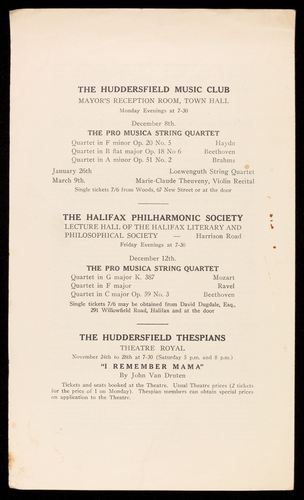 THE HUDDERSFIELD MUSIC CLUB
MAYOR'S RECEPTION ROOM, TOWN HALL
Monday Evenings at 7-30
December 8th.
THE PRO MUSICA STRING QUARTET
Quartet in F minor Op. 20 No. 5 Haydn
Quartet in B flat major Op. 18 No 6 Beethoven
Quartet in A minor Op. 51 No. 2 Brahms
January 26th Loewenguth String Quartet
March 9th. Marie-Claude Theuveny, Violin Recital
Single tickets 7/6 from Woods, 67 New Street or at the door
THE HALIFAX PHILHARMONIC SOCIETY
LECTURE HALL OF THE HALIFAX LITERARY AND
PHILOSOPHICAL SOCIETY — Harrison Road
Friday Evenings at 7-30
December 12th.
THE PRO MUSICA STRING QUARTET
Quartet in G major K. 387 Mozart
Quartet in F major Ravel
Quartet in C major Op. 59 No. 3 Beethoven
Single tickets 7/6 may be obtained from David Dugdale, Esq.,
291 Willowfield Road, Halifax and at the door
THE HUDDERSFIELD THESPIANS
THEATRE ROYAL
November 24th to 28th at 7-30 (Saturday 5 p.m. and 8 p.m.)
"I REMEMBER MAMA"
By John Van Druten
Tickets and seats booked at the Theatre. Usual Theatre prices (2 tickets
for the price of 1 on Monday). Thespian members can obtain special prices
on application to the Theatre.